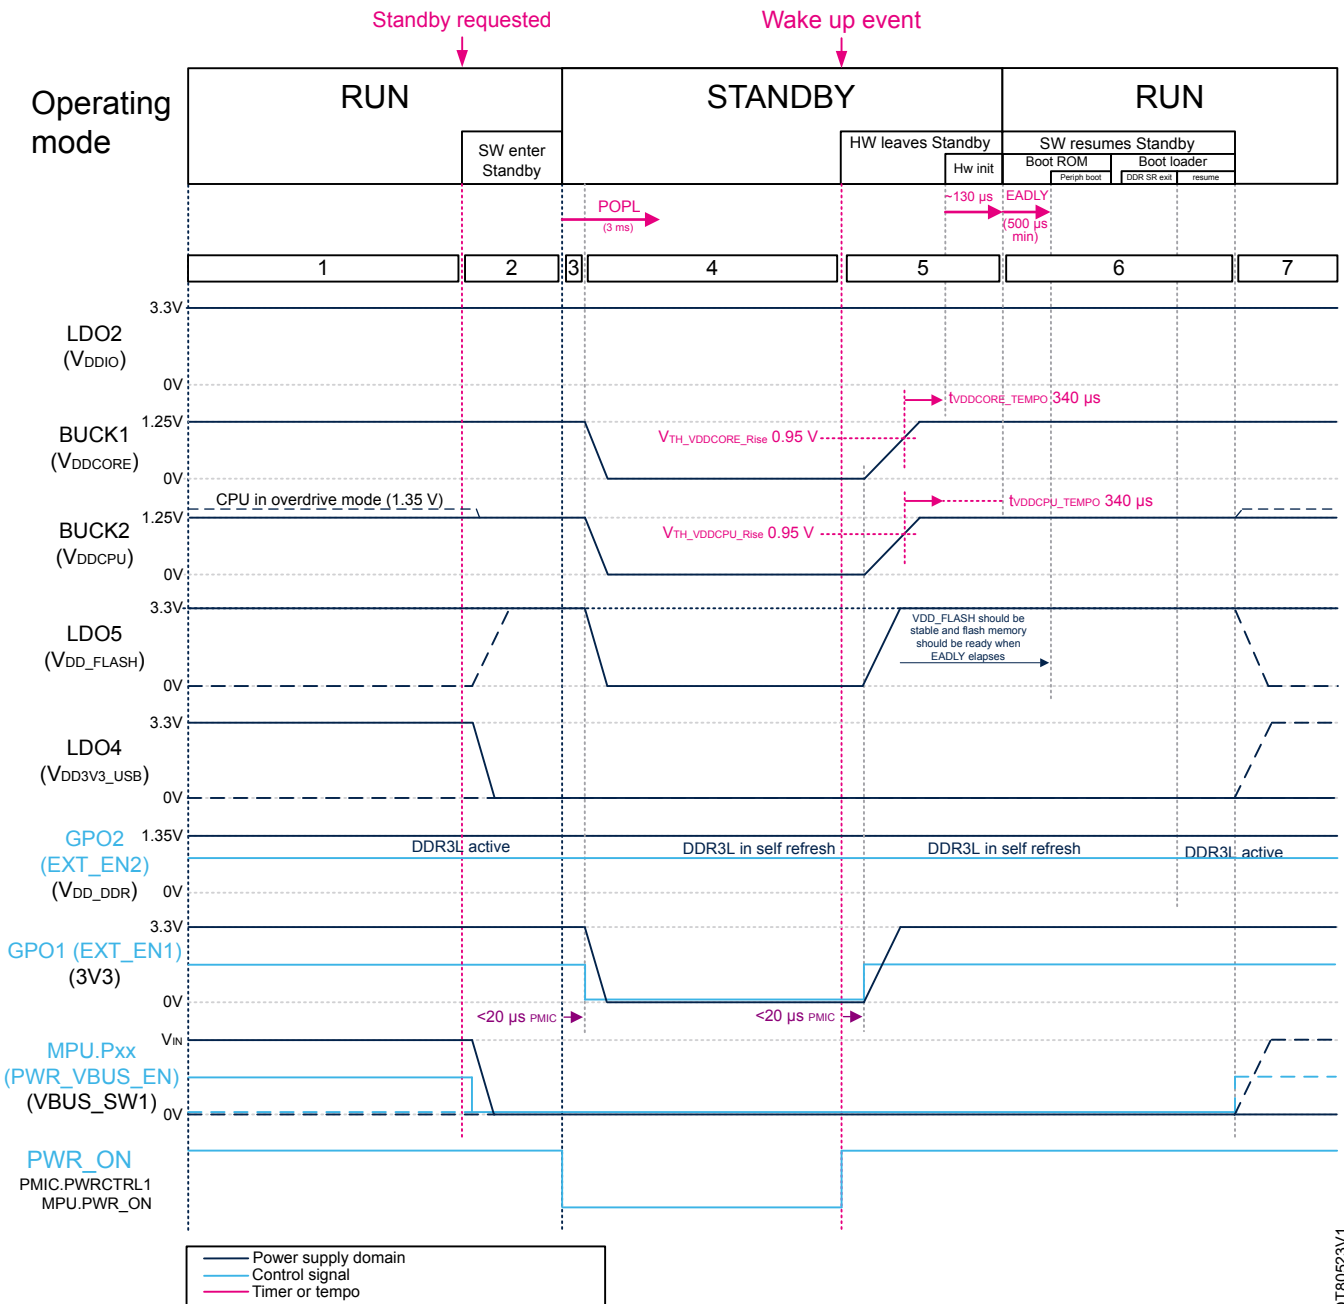 Standby requested
Wake up event
Operating
mode
RUN
STANDBY
RUN
SW enter
Standby
HW leaves Standby
Hw init
SW resumes Standby
Boot ROM
Boot loader
Periph boot
DDR SR exit
resume
POPL
(3 ms)
~130 µs
EADLY
(500 µs
min)
1
2
3
4
5
6
7
3.3V
LDO2
(VDDIO)
0V
tVDDCORE_TEMPO 340 µs
1.25V
BUCK1
(VDDCORE)
VTH_VDDCORE_Rise 0.95 V
0V
CPU in overdrive mode (1.35 V)
tVDDCPU_TEMPO 340 µs
1.25V
BUCK2
(VDDCPU)
VTH_VDDCPU_Rise 0.95 V
0V
3.3V
LDO5
(VDD_FLASH)
VDD_FLASH should be
stable and flash memory
should be ready when
EADLY elapses
0V
3.3V
LDO4
(VDD3V3_USB)
0V
GPO2
(EXT_EN2)
(VDD_DDR)
1.35V
DDR3L active
DDR3L in self refresh
DDR3L in self refresh
DDR3L active
0V
3.3V
GPO1 (EXT_EN1)
(3V3)
0V
<20 µs PMIC
<20 µs PMIC
VIN
MPU.Pxx
(PWR_VBUS_EN)
(VBUS_SW1)
0V
PWR_ON
PMIC.PWRCTRL1
MPU.PWR_ON
Power supply domain
Control signal
Timer or tempo